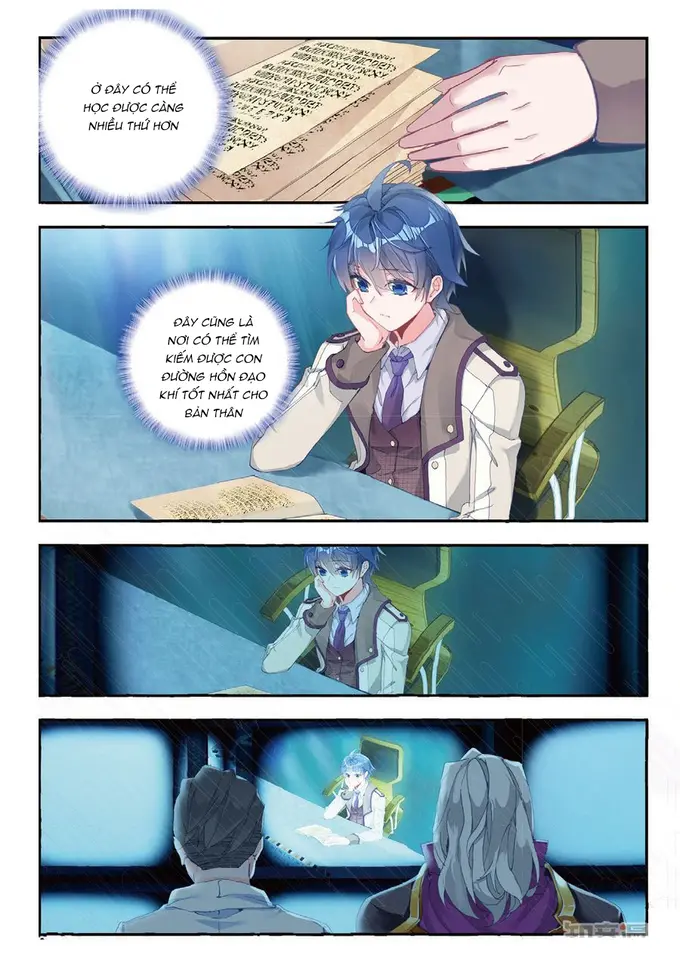 Ở ĐÂY CÓ THỂ
HỌC ĐƯỢC CÀNG
NHIỀU THỨ HƠN
ĐÂY CŨNG LÀ
NƠI CÓ THỂ TÌM
KIẾM ĐƯỢC CON
ĐƯỜNG HỒN ĐẠO
KHÍ TỐT NHẤT CHO
BẢN THÂN